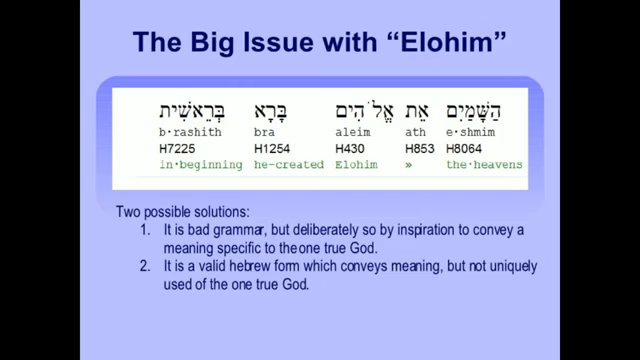 The Big Issue with “Elohim”
בְּרֵאשִׁית בָּרָא אֱלֹהִים אֵת הַשָּׁמַיִם
b·rashith bra aleim ath e·shmim
H7225 H1254 H430 H853 H8064
in·beginning he-created Elohim » the·heavens
Two possible solutions:
1. It is bad grammar, but deliberately so by inspiration to convey a
meaning specific to the one true God.
2. It is a valid hebrew form which conveys meaning, but not uniquely
used of the one true God.